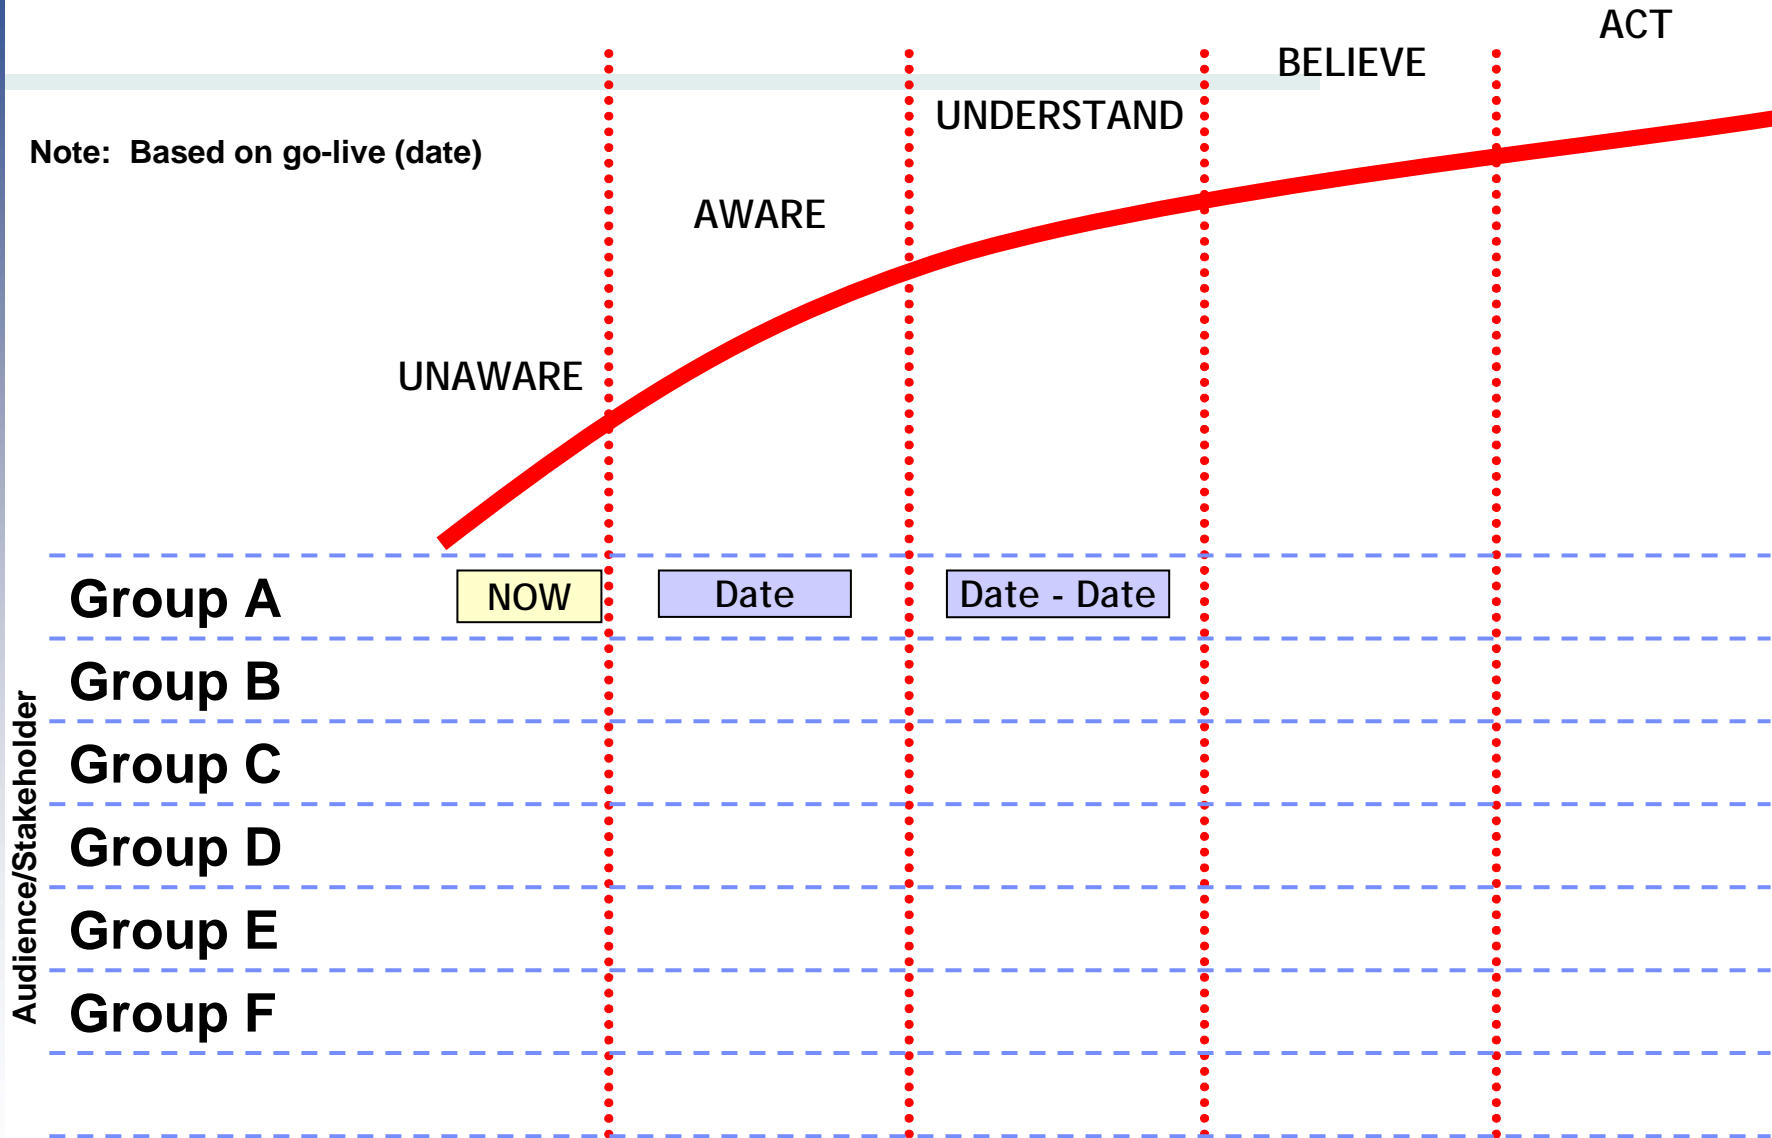 ACT
BELIEVE
UNDERSTAND
Note: Based on go-live (date)
AWARE
UNAWARE
Group A
NOW
Date
Date - Date
Group B
Group C
Group D
Group E
Group F
Audience/Stakeholder